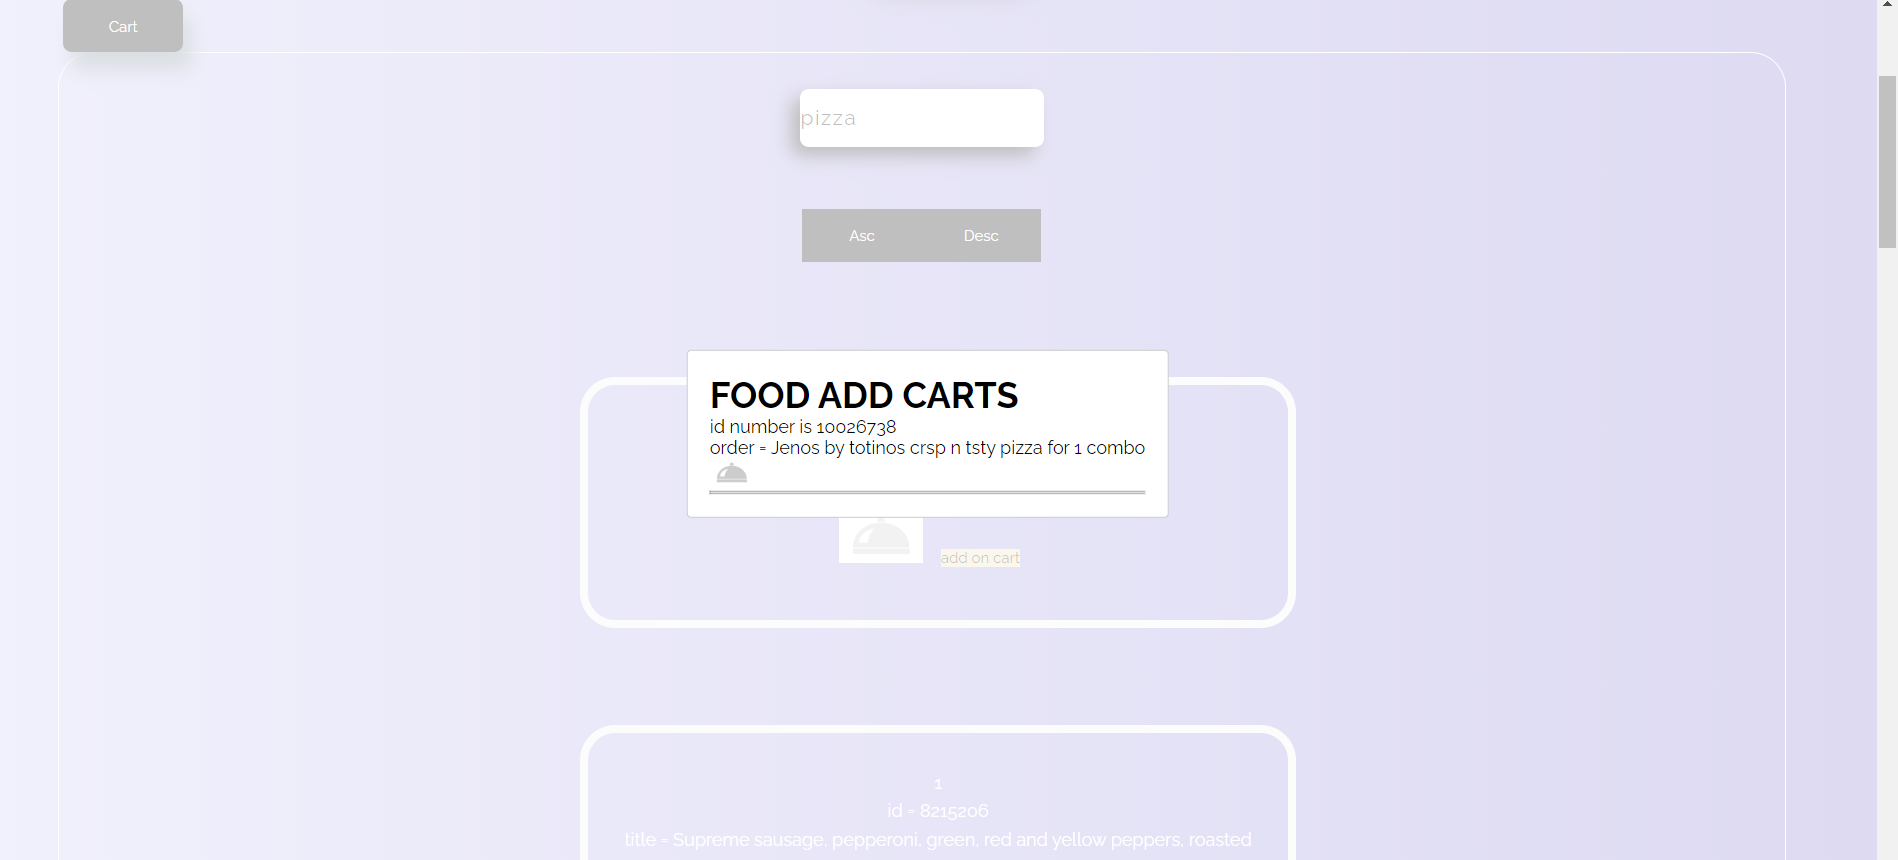 Cart
pizza
Asc
Desc
FOOD ADD CARTS
id number is 10026738
order = Jenos by totinos crsp n tsty pizza for 1 combo
add on cart
1
id = 8215206
title = Supreme sausage, pepperoni, green, red and yellow peppers, roasted